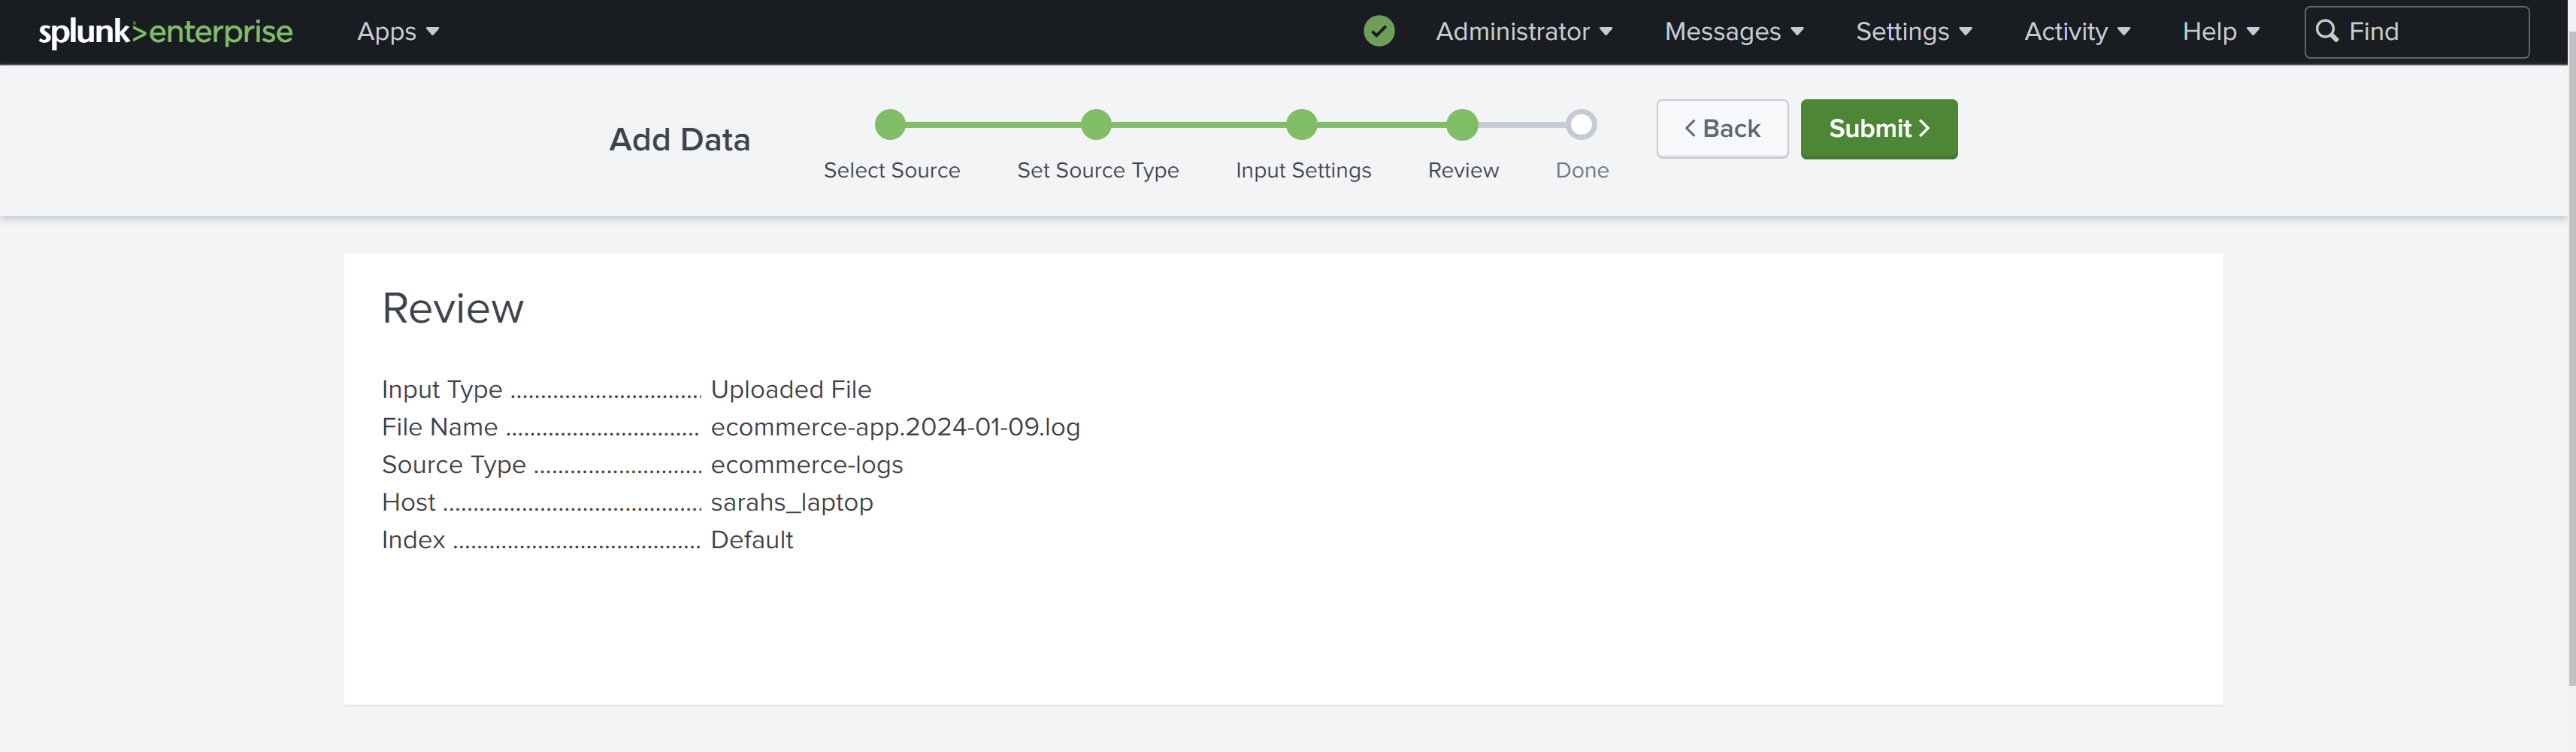 splunk>enterprise Apps Administrator Messages Settings Activity Help Find
Add Data
Select Source Set Source Type Input Settings Review Done
< Back Submit >
Review
Input Type ................................ Uploaded File
File Name ................................ ecommerce-app.2024-01-09.log
Source Type ............................ ecommerce-logs
Host ........................................... sarahs_laptop
Index ......................................... Default